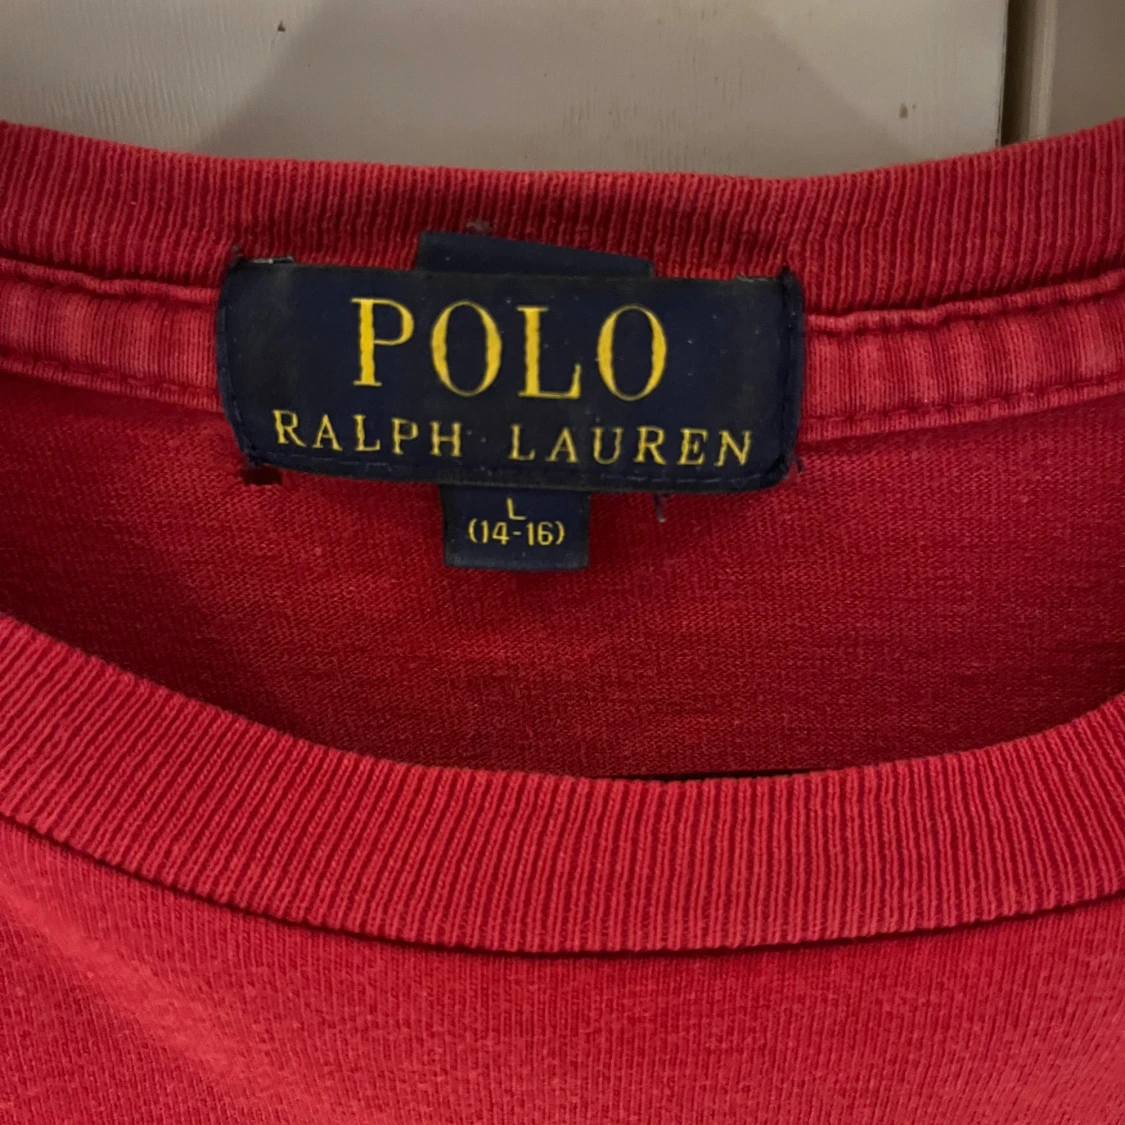 POLO
RALPH LAUREN
L
(14-16)